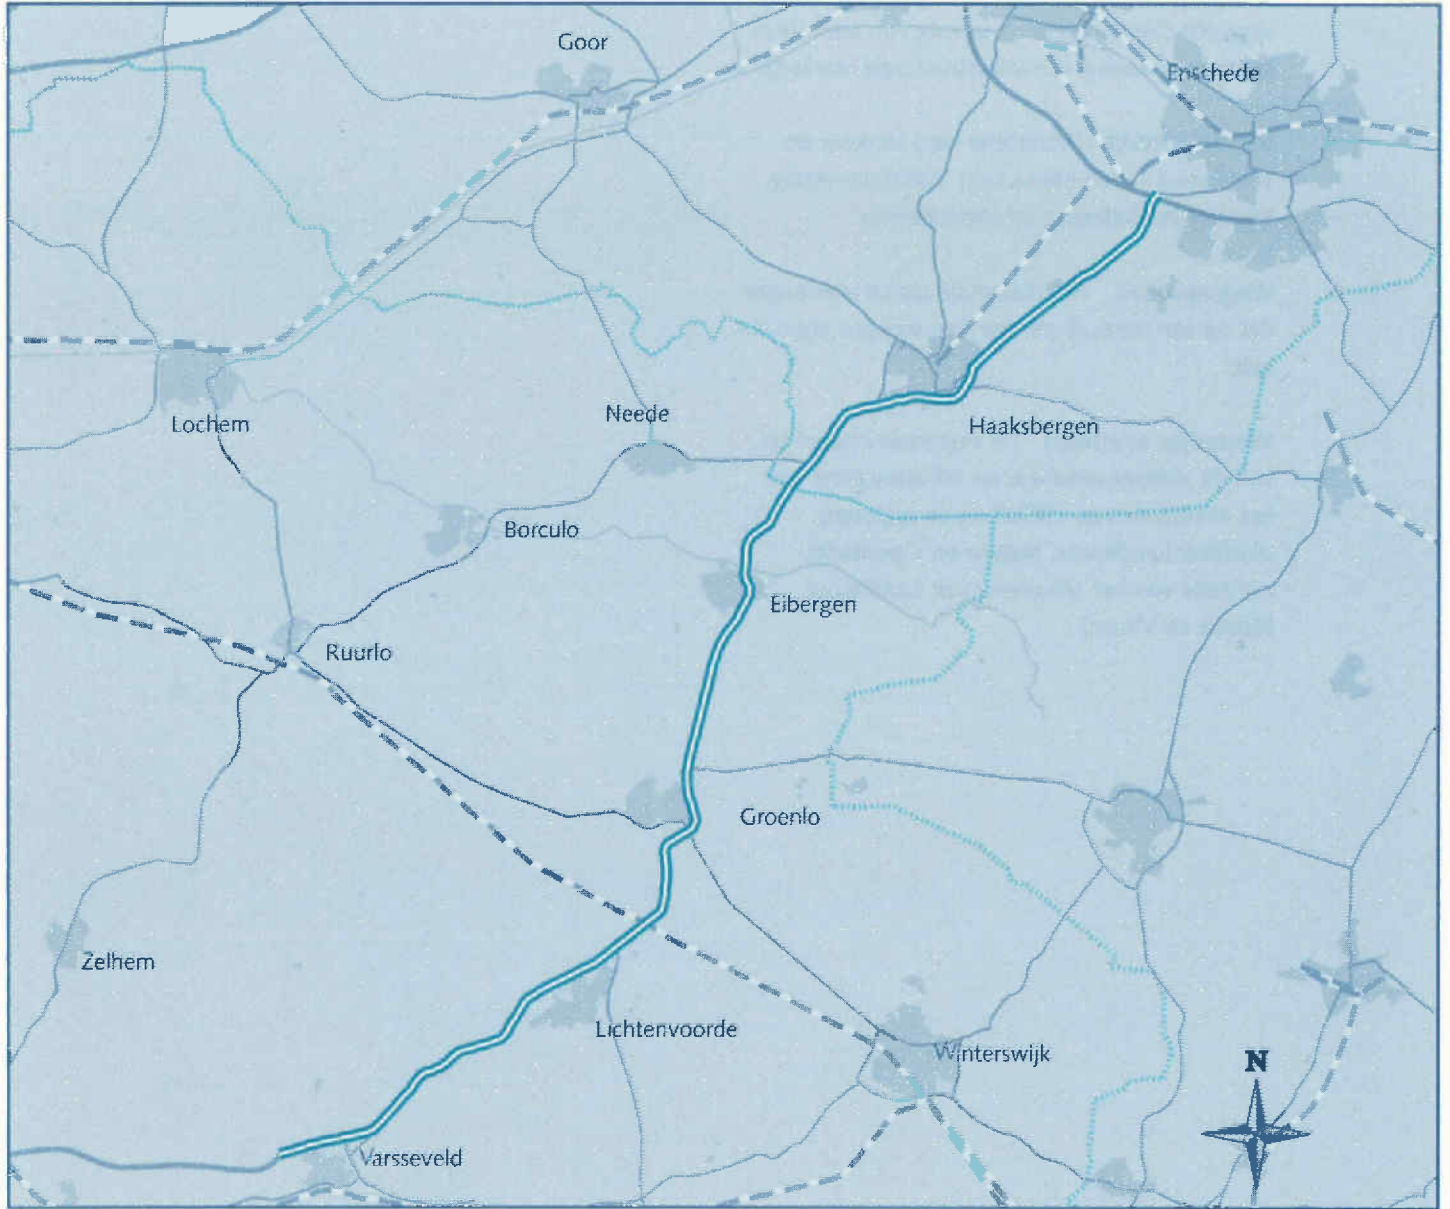 Goor
Enschede
Lochem
Neede
Haaksbergen
Borculo
Eibergen
Ruurlo
Groenlo
Zelhem
Lichtenvoorde
Winterswijk
N
Varsseveld